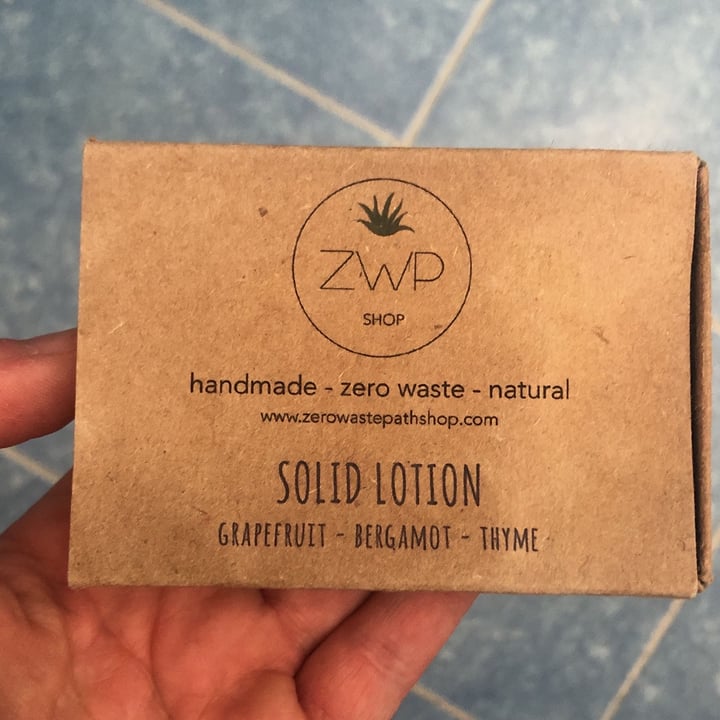 ZWP
SHOP
handmade - zero waste - natural
www.zerowastepathshop.com
SOLID LOTION
GRAPEFRUIT - BERGAMOT - THYME